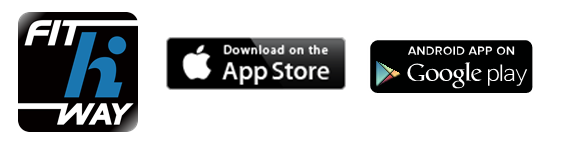 FIT
hi
WAY
Download on the
App Store
ANDROID APP ON
Google play